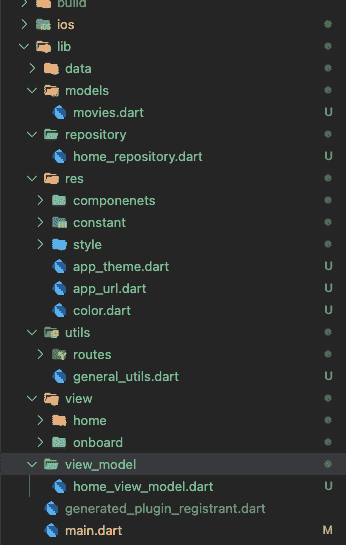 build
ios
lib
data
models
movies.dart U
repository
home_repository.dart U
res
componenets
constant
style
app_theme.dart U
app_url.dart U
color.dart U
utils
routes
general_utils.dart U
view
home
onboard
view_model
home_view_model.dart U
generated_plugin_registrant.dart
main.dart M